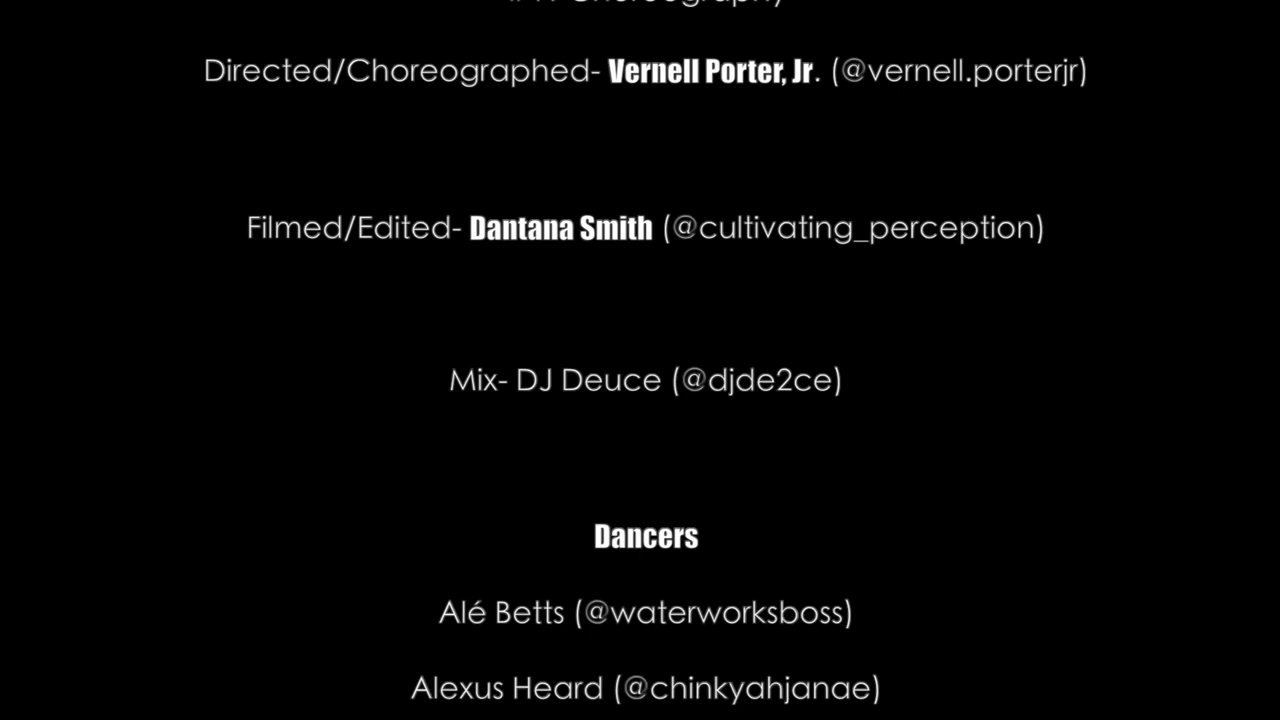 Choreography
Directed/Choreographed- Vernell Porter, Jr. (@vernell.porterjr)
Filmed/Edited- Dantana Smith (@cultivating_perception)
Mix- DJ Deuce (@djde2ce)
Dancers
Alé Betts (@waterworksboss)
Alexus Heard (@chinkyahjanae)